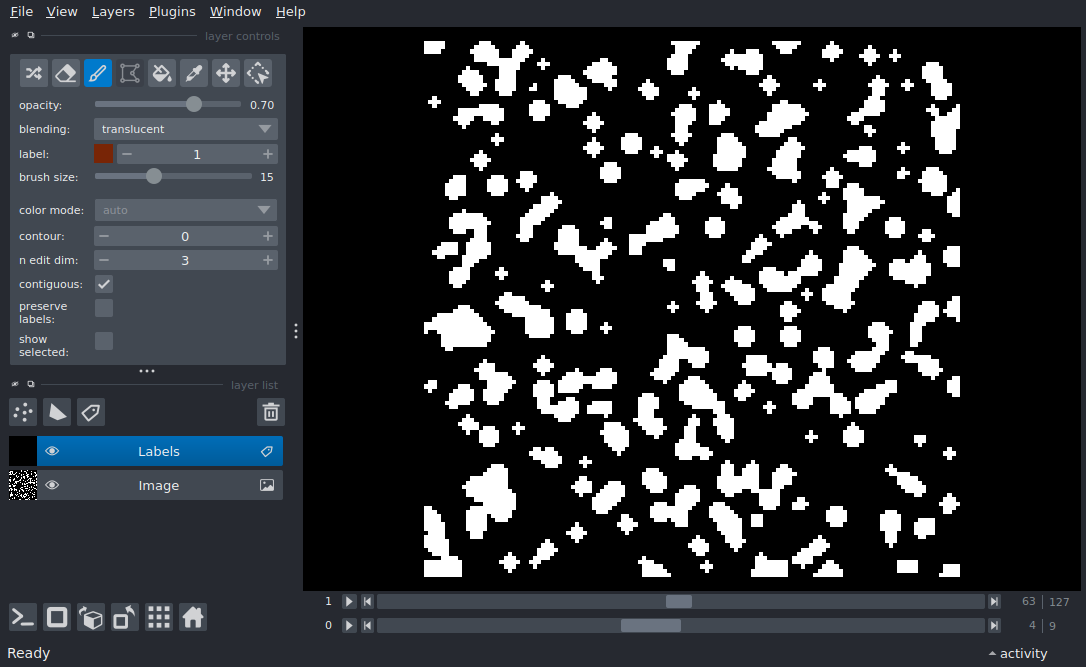 File View Layers Plugins Window Help
layer controls
opacity: 0.70
blending: translucent
label: 1
brush size: 15
color mode: auto
contour: 0
n edit dim: 3
contiguous:
preserve
labels:
show
selected:
layer list
Labels
Image
1 63 127
0 4 9
Ready activity